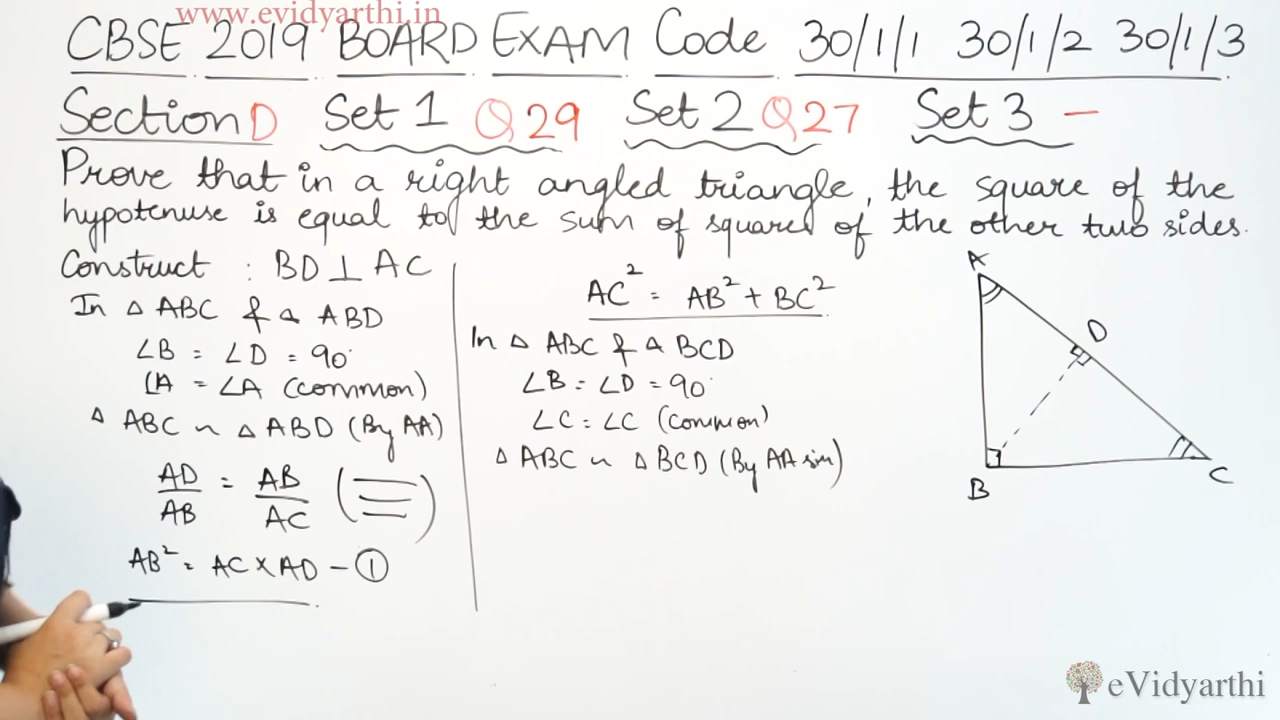 www.evidyarthi.in
CBSE 2019 BOARD EXAM Code 30/1/1 30/1/2 30/1/3
Section D Set 1 Q29 Set 2 Q27 Set 3 -
Prove that in a right angled triangle, the square of the
hypotenuse is equal to the sum of squares of the other two sides.
Construct : BD ⊥ AC
In △ ABC & △ ABD
∠B = ∠D = 90°
∠A = ∠A (common)
△ ABC ~ △ ABD (By AA)
AD/AB = AB/AC
AB² = AC × AD - ①
AC² = AB² + BC²
In △ ABC & △ BCD
∠B = ∠D = 90°
∠C = ∠C (common)
△ ABC ~ △ BCD (By AA sim)
A
D
B
C
eVidyarthi